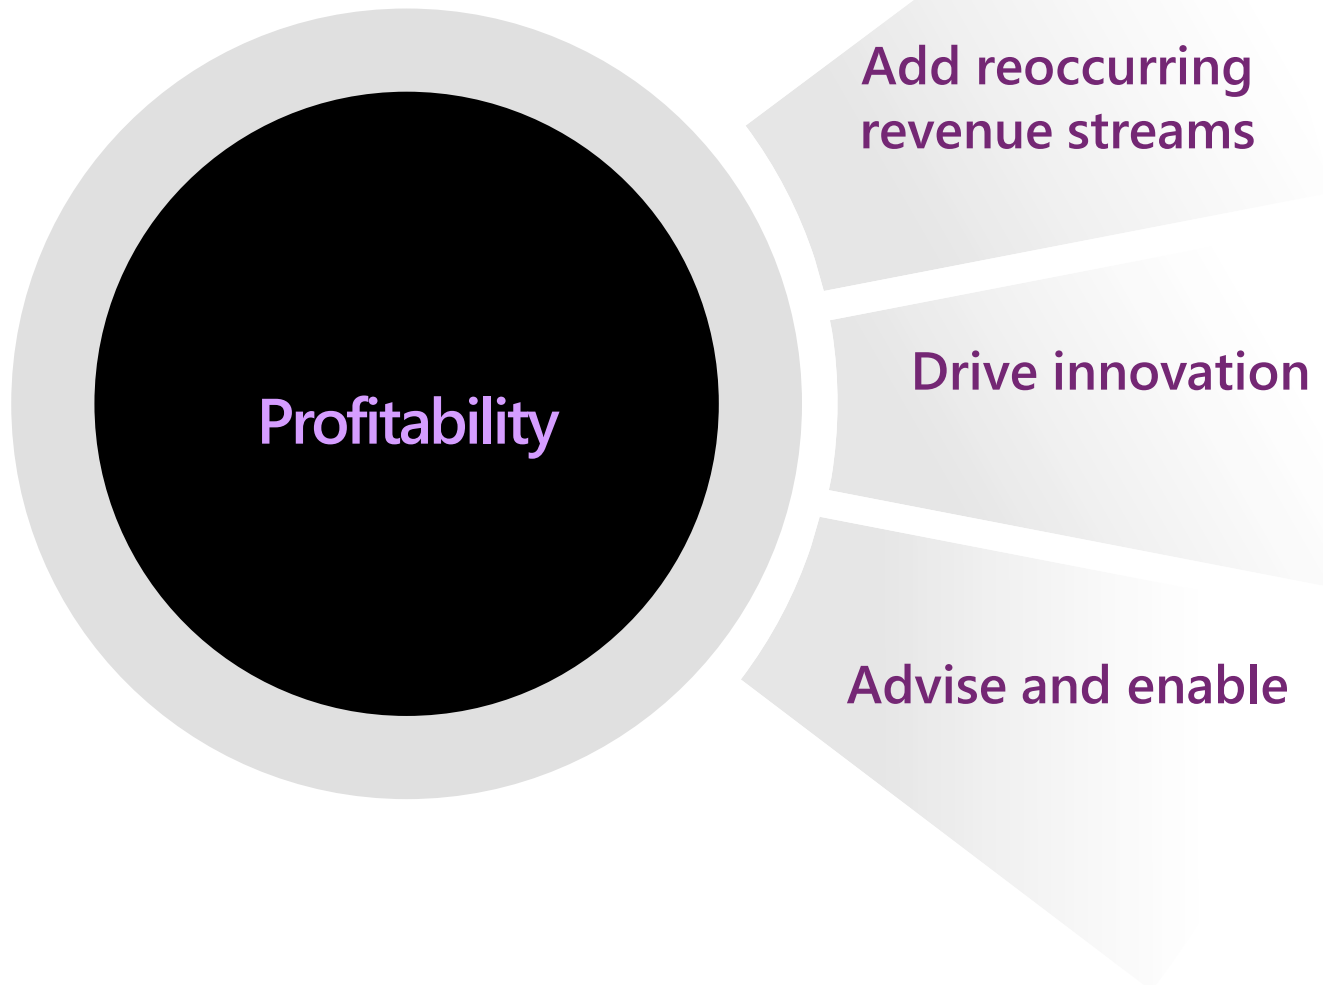 Add reoccurring
revenue streams
Drive innovation
Profitability
Advise and enable